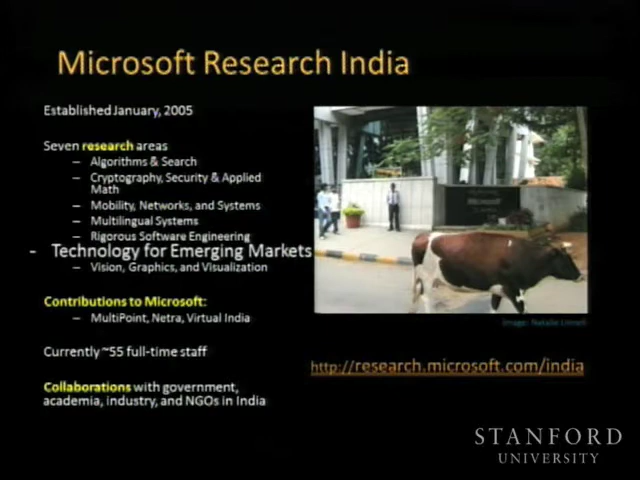 Microsoft Research India
Established January, 2005
Seven research areas
– Algorithms & Search
– Cryptography, Security & Applied
Math
– Mobility, Networks, and Systems
– Multilingual Systems
– Rigorous Software Engineering
- Technology for Emerging Markets
– Vision, Graphics, and Visualization
Contributions to Microsoft:
– MultiPoint, Netra, Virtual India
Currently ~55 full-time staff
Collaborations with government,
academia, industry, and NGOs in India
Image: Natalie Linnell
http://research.microsoft.com/india
STANFORD
UNIVERSITY